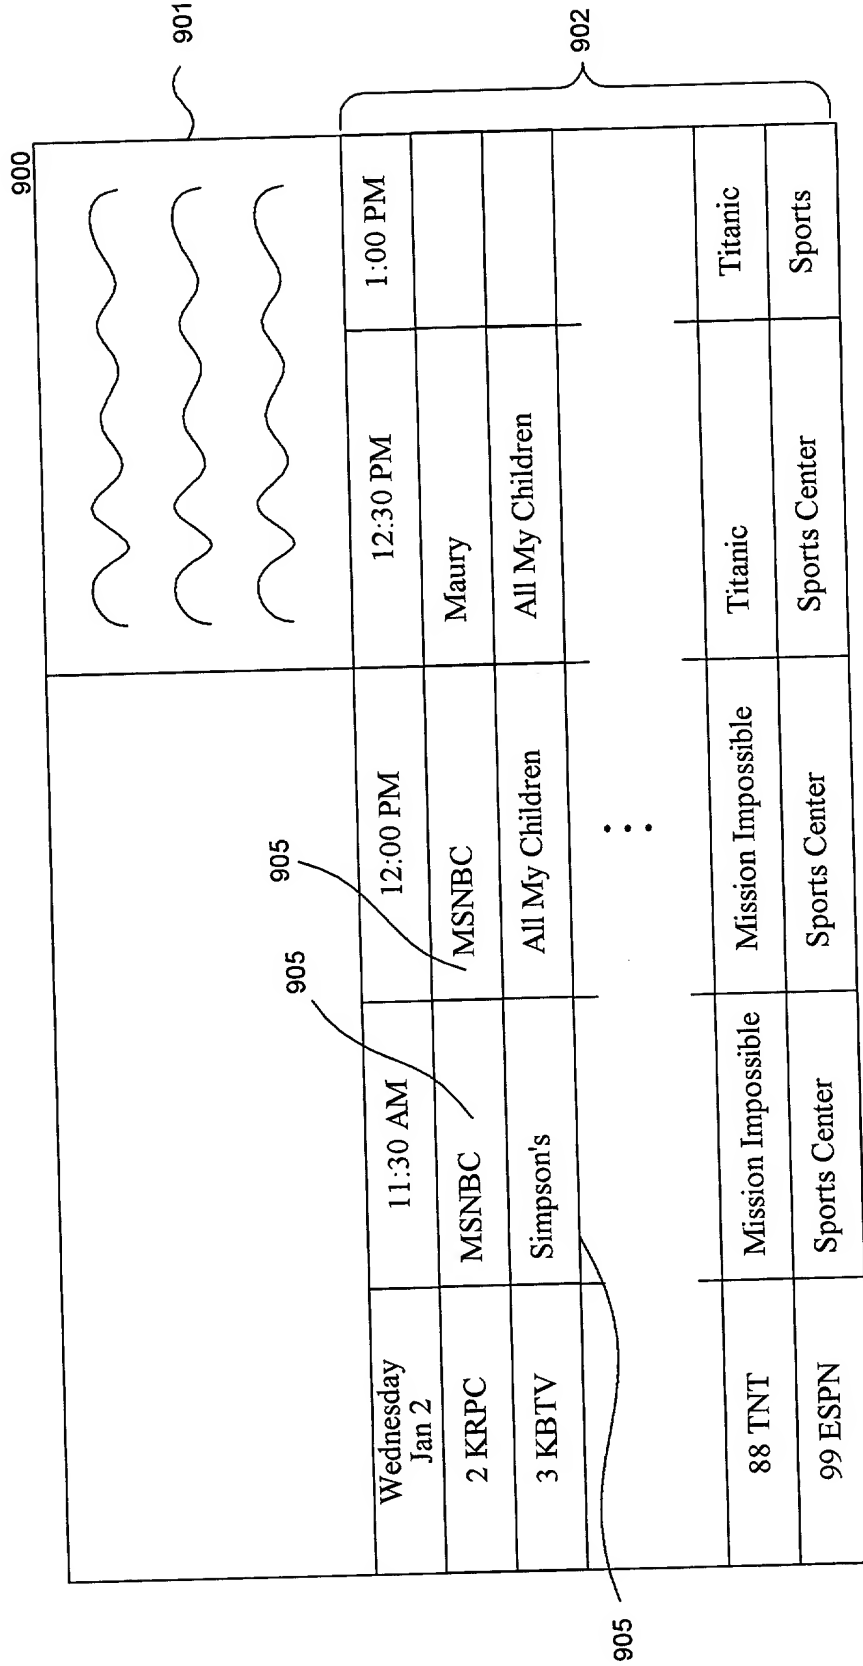 900
901
902
905
905
905
Wednesday
Jan 2
11:30 AM
12:00 PM
12:30 PM
1:00 PM
2 KRPC
MSNBC
MSNBC
Maury
3 KBTV
Simpson's
All My Children
All My Children
88 TNT
Mission Impossible
Mission Impossible
Titanic
Titanic
99 ESPN
Sports Center
Sports Center
Sports Center
Sports